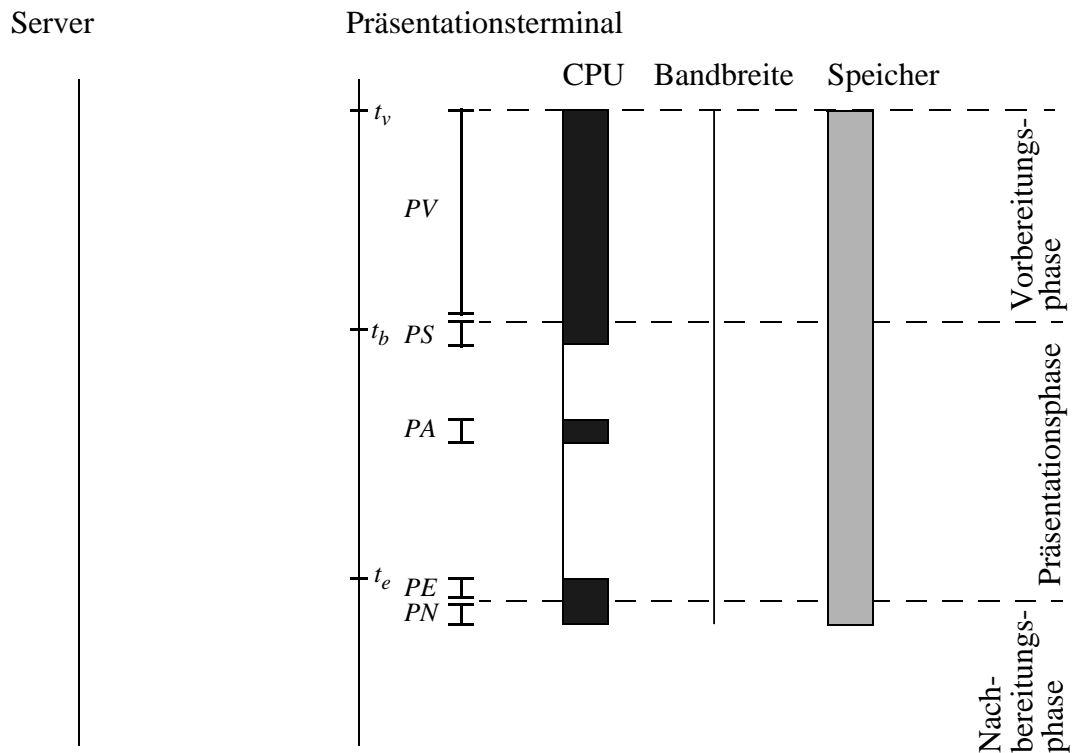 Server
Präsentationsterminal
CPU
Bandbreite
Speicher
t_v
PV
t_b
PS
PA
t_e
PE
PN
Vorbereitungs-
phase
Präsentationsphase
Nach-
bereitungs-
phase